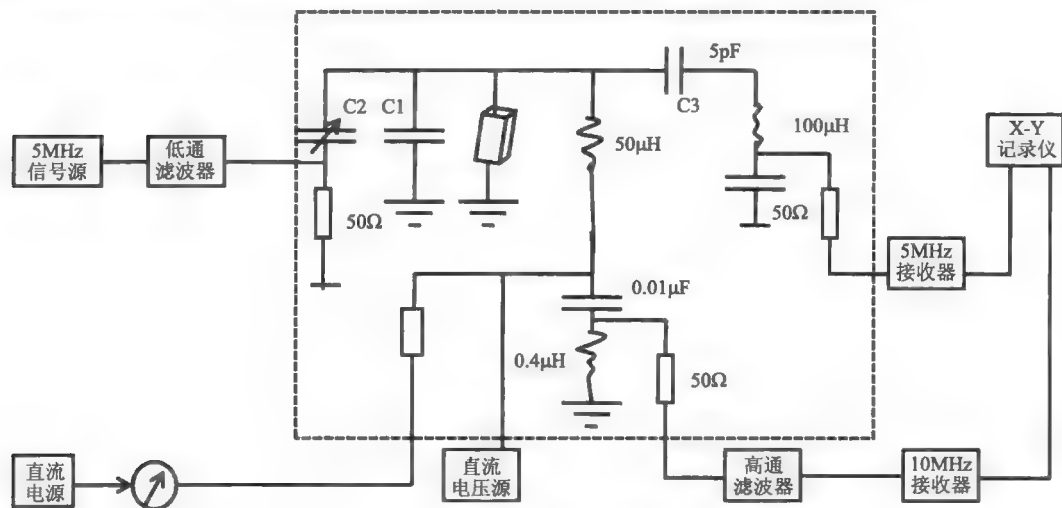 5pF
C2
C1
C3
X-Y
记录仪
5MHz
信号源
低通
滤波器
50μH
100μH
50Ω
50Ω
5MHz
接收器
0.01μF
0.4μH
50Ω
直流
电源
直流
电压源
高通
滤波器
10MHz
接收器